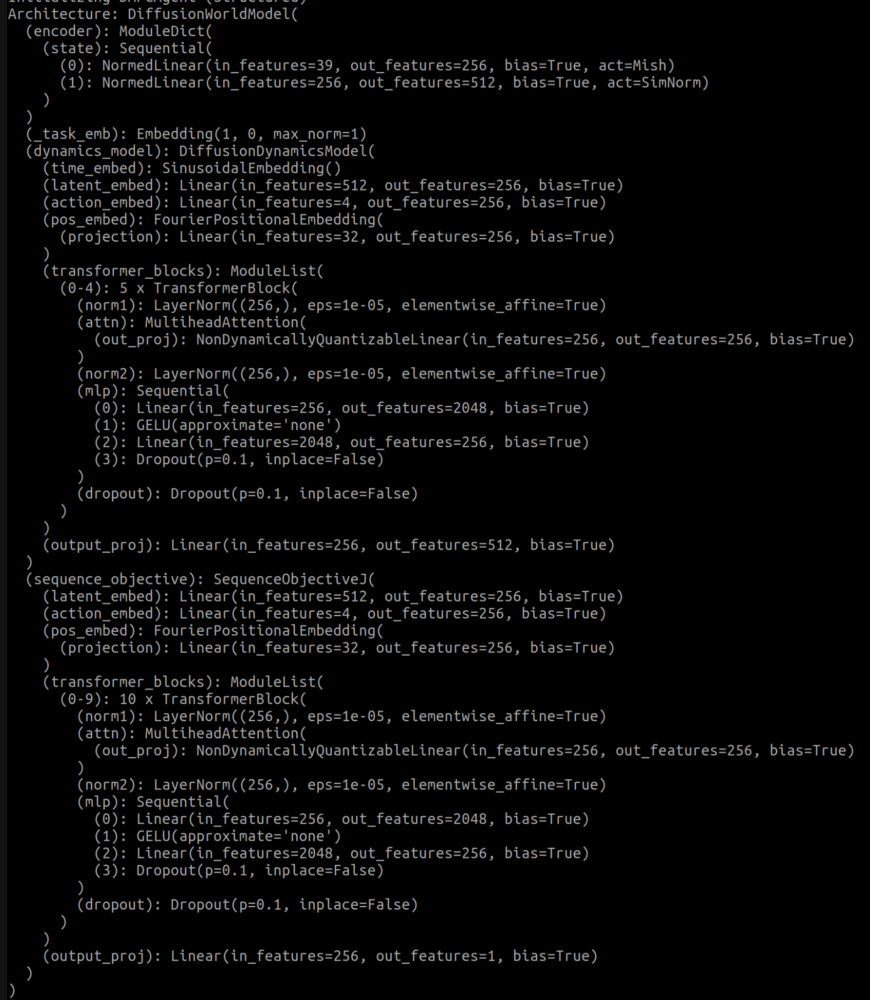 Architecture: DiffusionWorldModel(
  (encoder): ModuleDict(
    (state): Sequential(
      (0): NormedLinear(in_features=39, out_features=256, bias=True, act=Mish)
      (1): NormedLinear(in_features=256, out_features=512, bias=True, act=SimNorm)
    )
  )
  (_task_emb): Embedding(1, 0, max_norm=1)
  (dynamics_model): DiffusionDynamicsModel(
    (time_embed): SinusoidalEmbedding()
    (latent_embed): Linear(in_features=512, out_features=256, bias=True)
    (action_embed): Linear(in_features=4, out_features=256, bias=True)
    (pos_embed): FourierPositionalEmbedding(
      (projection): Linear(in_features=32, out_features=256, bias=True)
    )
    (transformer_blocks): ModuleList(
      (0-4): 5 x TransformerBlock(
        (norm1): LayerNorm((256,), eps=1e-05, elementwise_affine=True)
        (attn): MultiheadAttention(
          (out_proj): NonDynamicallyQuantizableLinear(in_features=256, out_features=256, bias=True)
        )
        (norm2): LayerNorm((256,), eps=1e-05, elementwise_affine=True)
        (mlp): Sequential(
          (0): Linear(in_features=256, out_features=2048, bias=True)
          (1): GELU(approximate='none')
          (2): Linear(in_features=2048, out_features=256, bias=True)
          (3): Dropout(p=0.1, inplace=False)
        )
        (dropout): Dropout(p=0.1, inplace=False)
      )
    )
    (output_proj): Linear(in_features=256, out_features=512, bias=True)
  )
  (sequence_objective): SequenceObjectiveJ(
    (latent_embed): Linear(in_features=512, out_features=256, bias=True)
    (action_embed): Linear(in_features=4, out_features=256, bias=True)
    (pos_embed): FourierPositionalEmbedding(
      (projection): Linear(in_features=32, out_features=256, bias=True)
    )
    (transformer_blocks): ModuleList(
      (0-9): 10 x TransformerBlock(
        (norm1): LayerNorm((256,), eps=1e-05, elementwise_affine=True)
        (attn): MultiheadAttention(
          (out_proj): NonDynamicallyQuantizableLinear(in_features=256, out_features=256, bias=True)
        )
        (norm2): LayerNorm((256,), eps=1e-05, elementwise_affine=True)
        (mlp): Sequential(
          (0): Linear(in_features=256, out_features=2048, bias=True)
          (1): GELU(approximate='none')
          (2): Linear(in_features=2048, out_features=256, bias=True)
          (3): Dropout(p=0.1, inplace=False)
        )
        (dropout): Dropout(p=0.1, inplace=False)
      )
    )
    (output_proj): Linear(in_features=256, out_features=1, bias=True)
  )
)